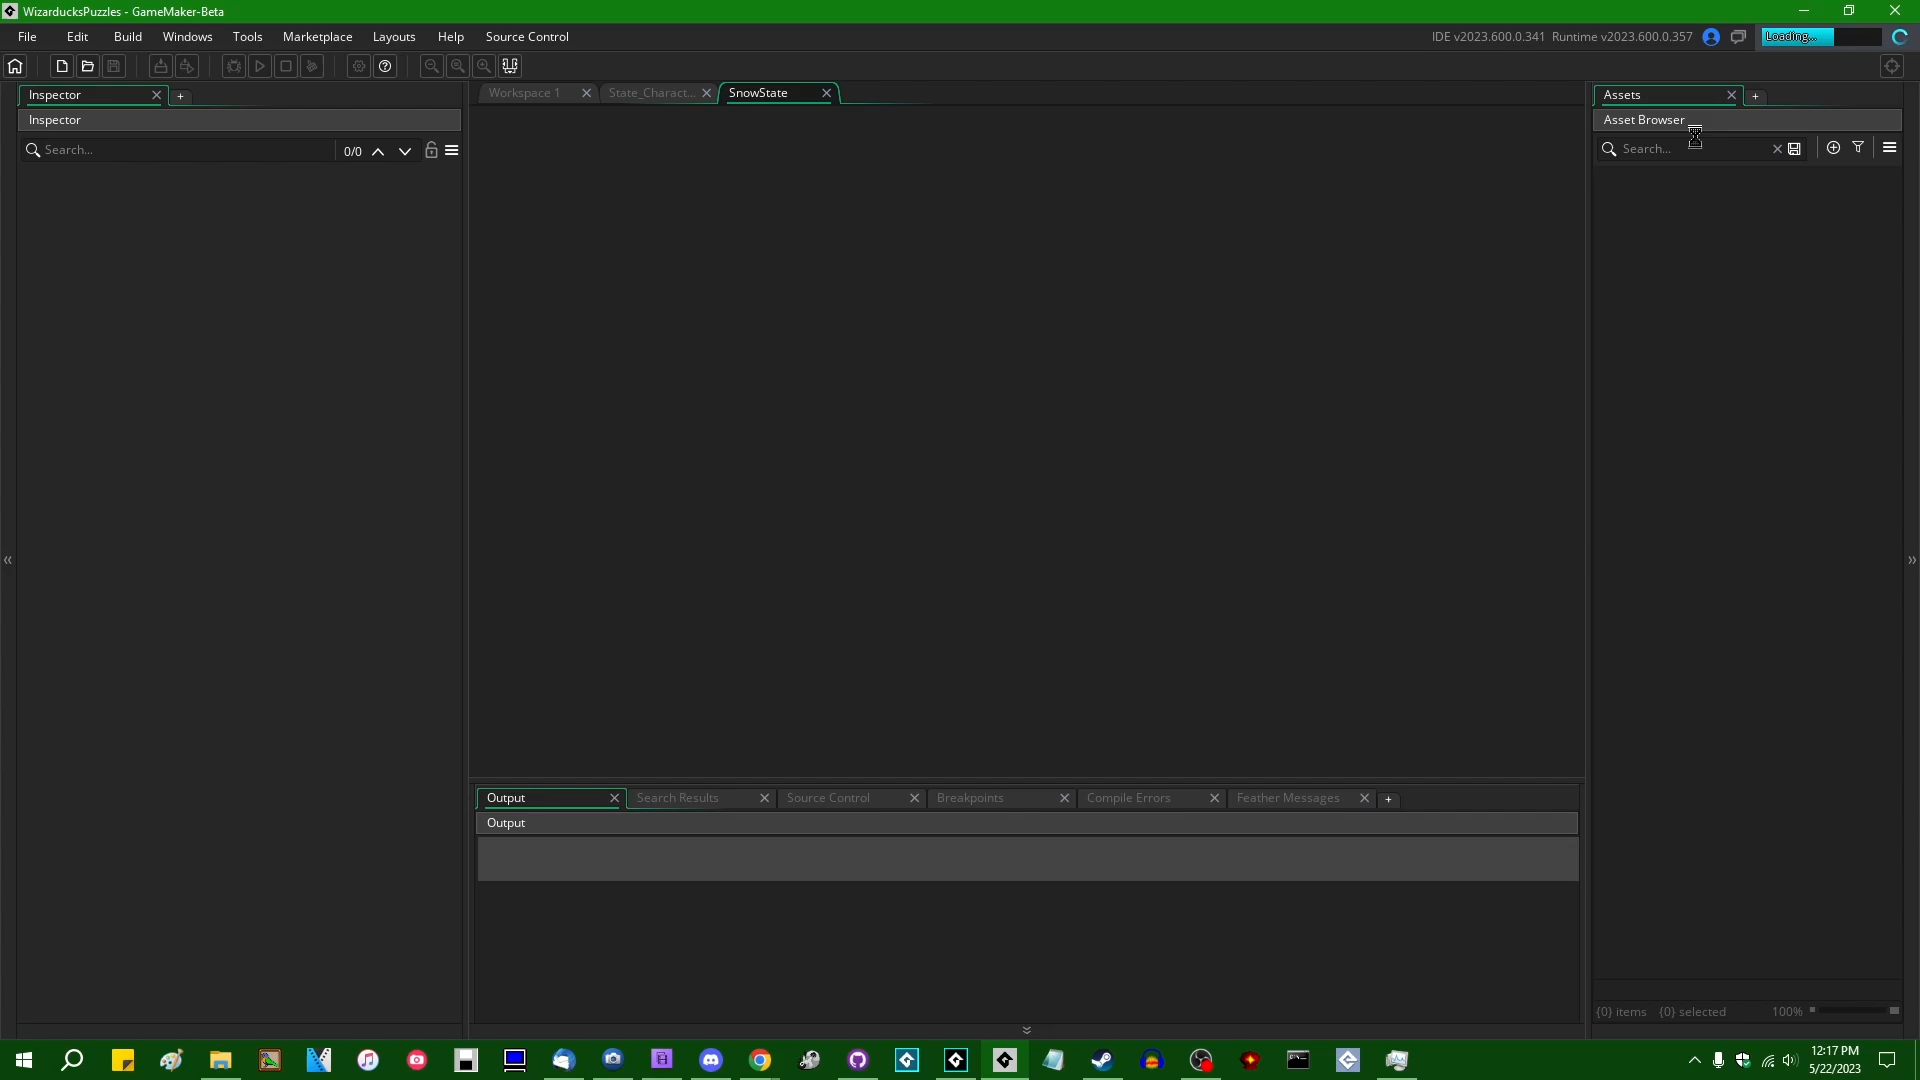 WizarducksPuzzles - GameMaker-Beta
File Edit Build Windows Tools Marketplace Layouts Help Source Control
IDE v2023.600.0.341 Runtime v2023.600.0.357
Loading...
Inspector
Workspace 1
State_Charact...
SnowState
Assets
Inspector
Asset Browser
Search...
0/0
Search...
Output
Search Results
Source Control
Breakpoints
Compile Errors
Feather Messages
Output
{0} items {0} selected 100%
12:17 PM
5/22/2023